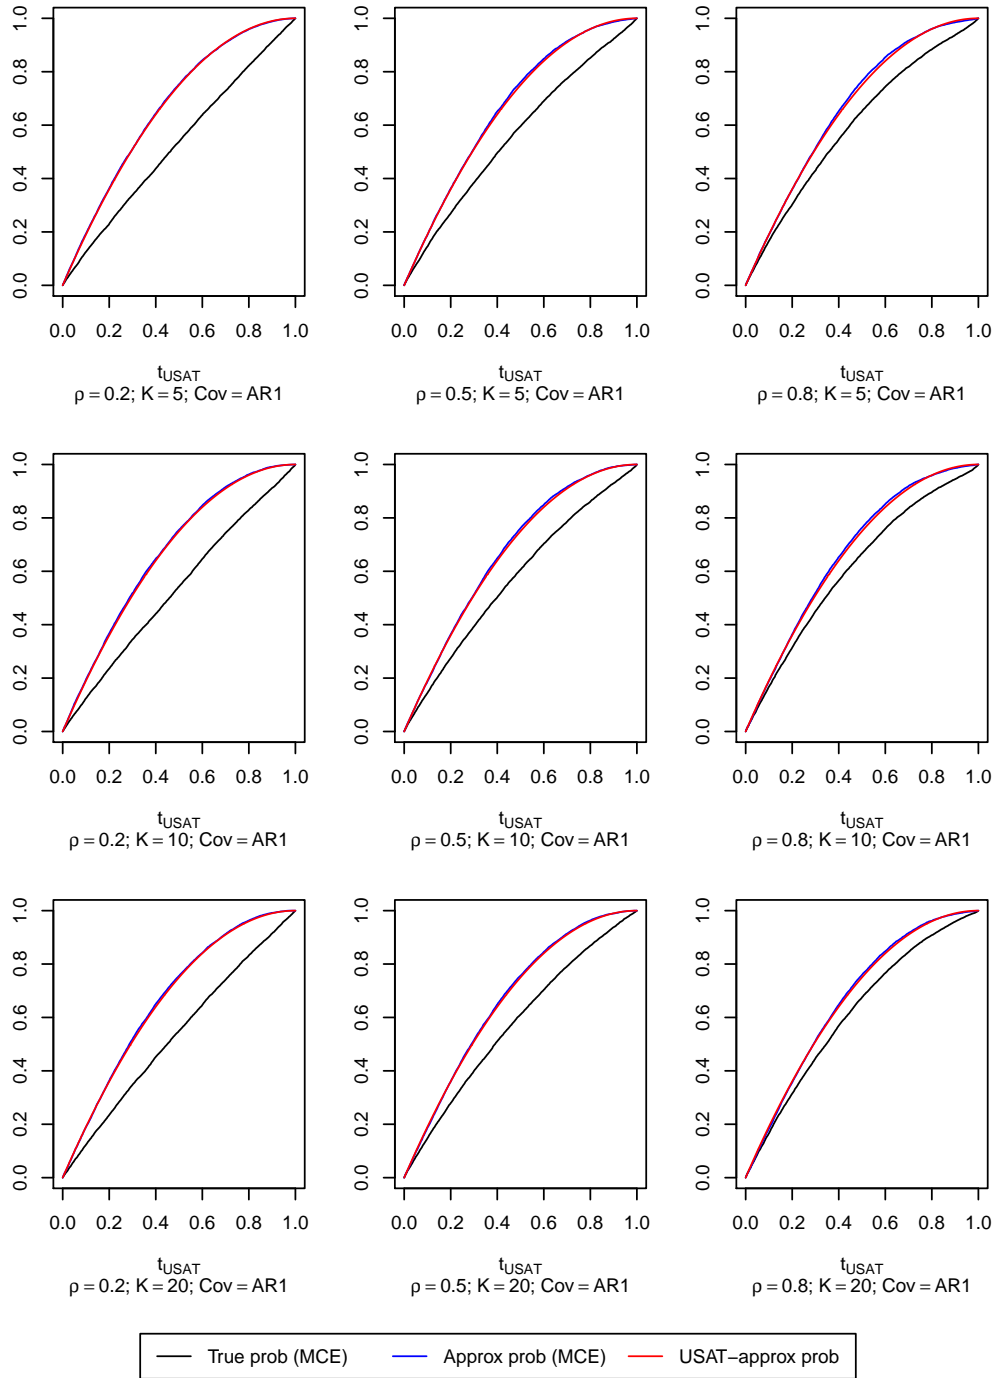 0.0 0.2 0.4 0.6 0.8 1.0
0.0 0.2 0.4 0.6 0.8 1.0
tUSAT
ρ = 0.2; K = 5; Cov = AR1
0.0 0.2 0.4 0.6 0.8 1.0
0.0 0.2 0.4 0.6 0.8 1.0
tUSAT
ρ = 0.5; K = 5; Cov = AR1
0.0 0.2 0.4 0.6 0.8 1.0
0.0 0.2 0.4 0.6 0.8 1.0
tUSAT
ρ = 0.8; K = 5; Cov = AR1
0.0 0.2 0.4 0.6 0.8 1.0
0.0 0.2 0.4 0.6 0.8 1.0
tUSAT
ρ = 0.2; K = 10; Cov = AR1
0.0 0.2 0.4 0.6 0.8 1.0
0.0 0.2 0.4 0.6 0.8 1.0
tUSAT
ρ = 0.5; K = 10; Cov = AR1
0.0 0.2 0.4 0.6 0.8 1.0
0.0 0.2 0.4 0.6 0.8 1.0
tUSAT
ρ = 0.8; K = 10; Cov = AR1
0.0 0.2 0.4 0.6 0.8 1.0
0.0 0.2 0.4 0.6 0.8 1.0
tUSAT
ρ = 0.2; K = 20; Cov = AR1
0.0 0.2 0.4 0.6 0.8 1.0
0.0 0.2 0.4 0.6 0.8 1.0
tUSAT
ρ = 0.5; K = 20; Cov = AR1
0.0 0.2 0.4 0.6 0.8 1.0
0.0 0.2 0.4 0.6 0.8 1.0
tUSAT
ρ = 0.8; K = 20; Cov = AR1
True prob (MCE) Approx prob (MCE) USAT−approx prob